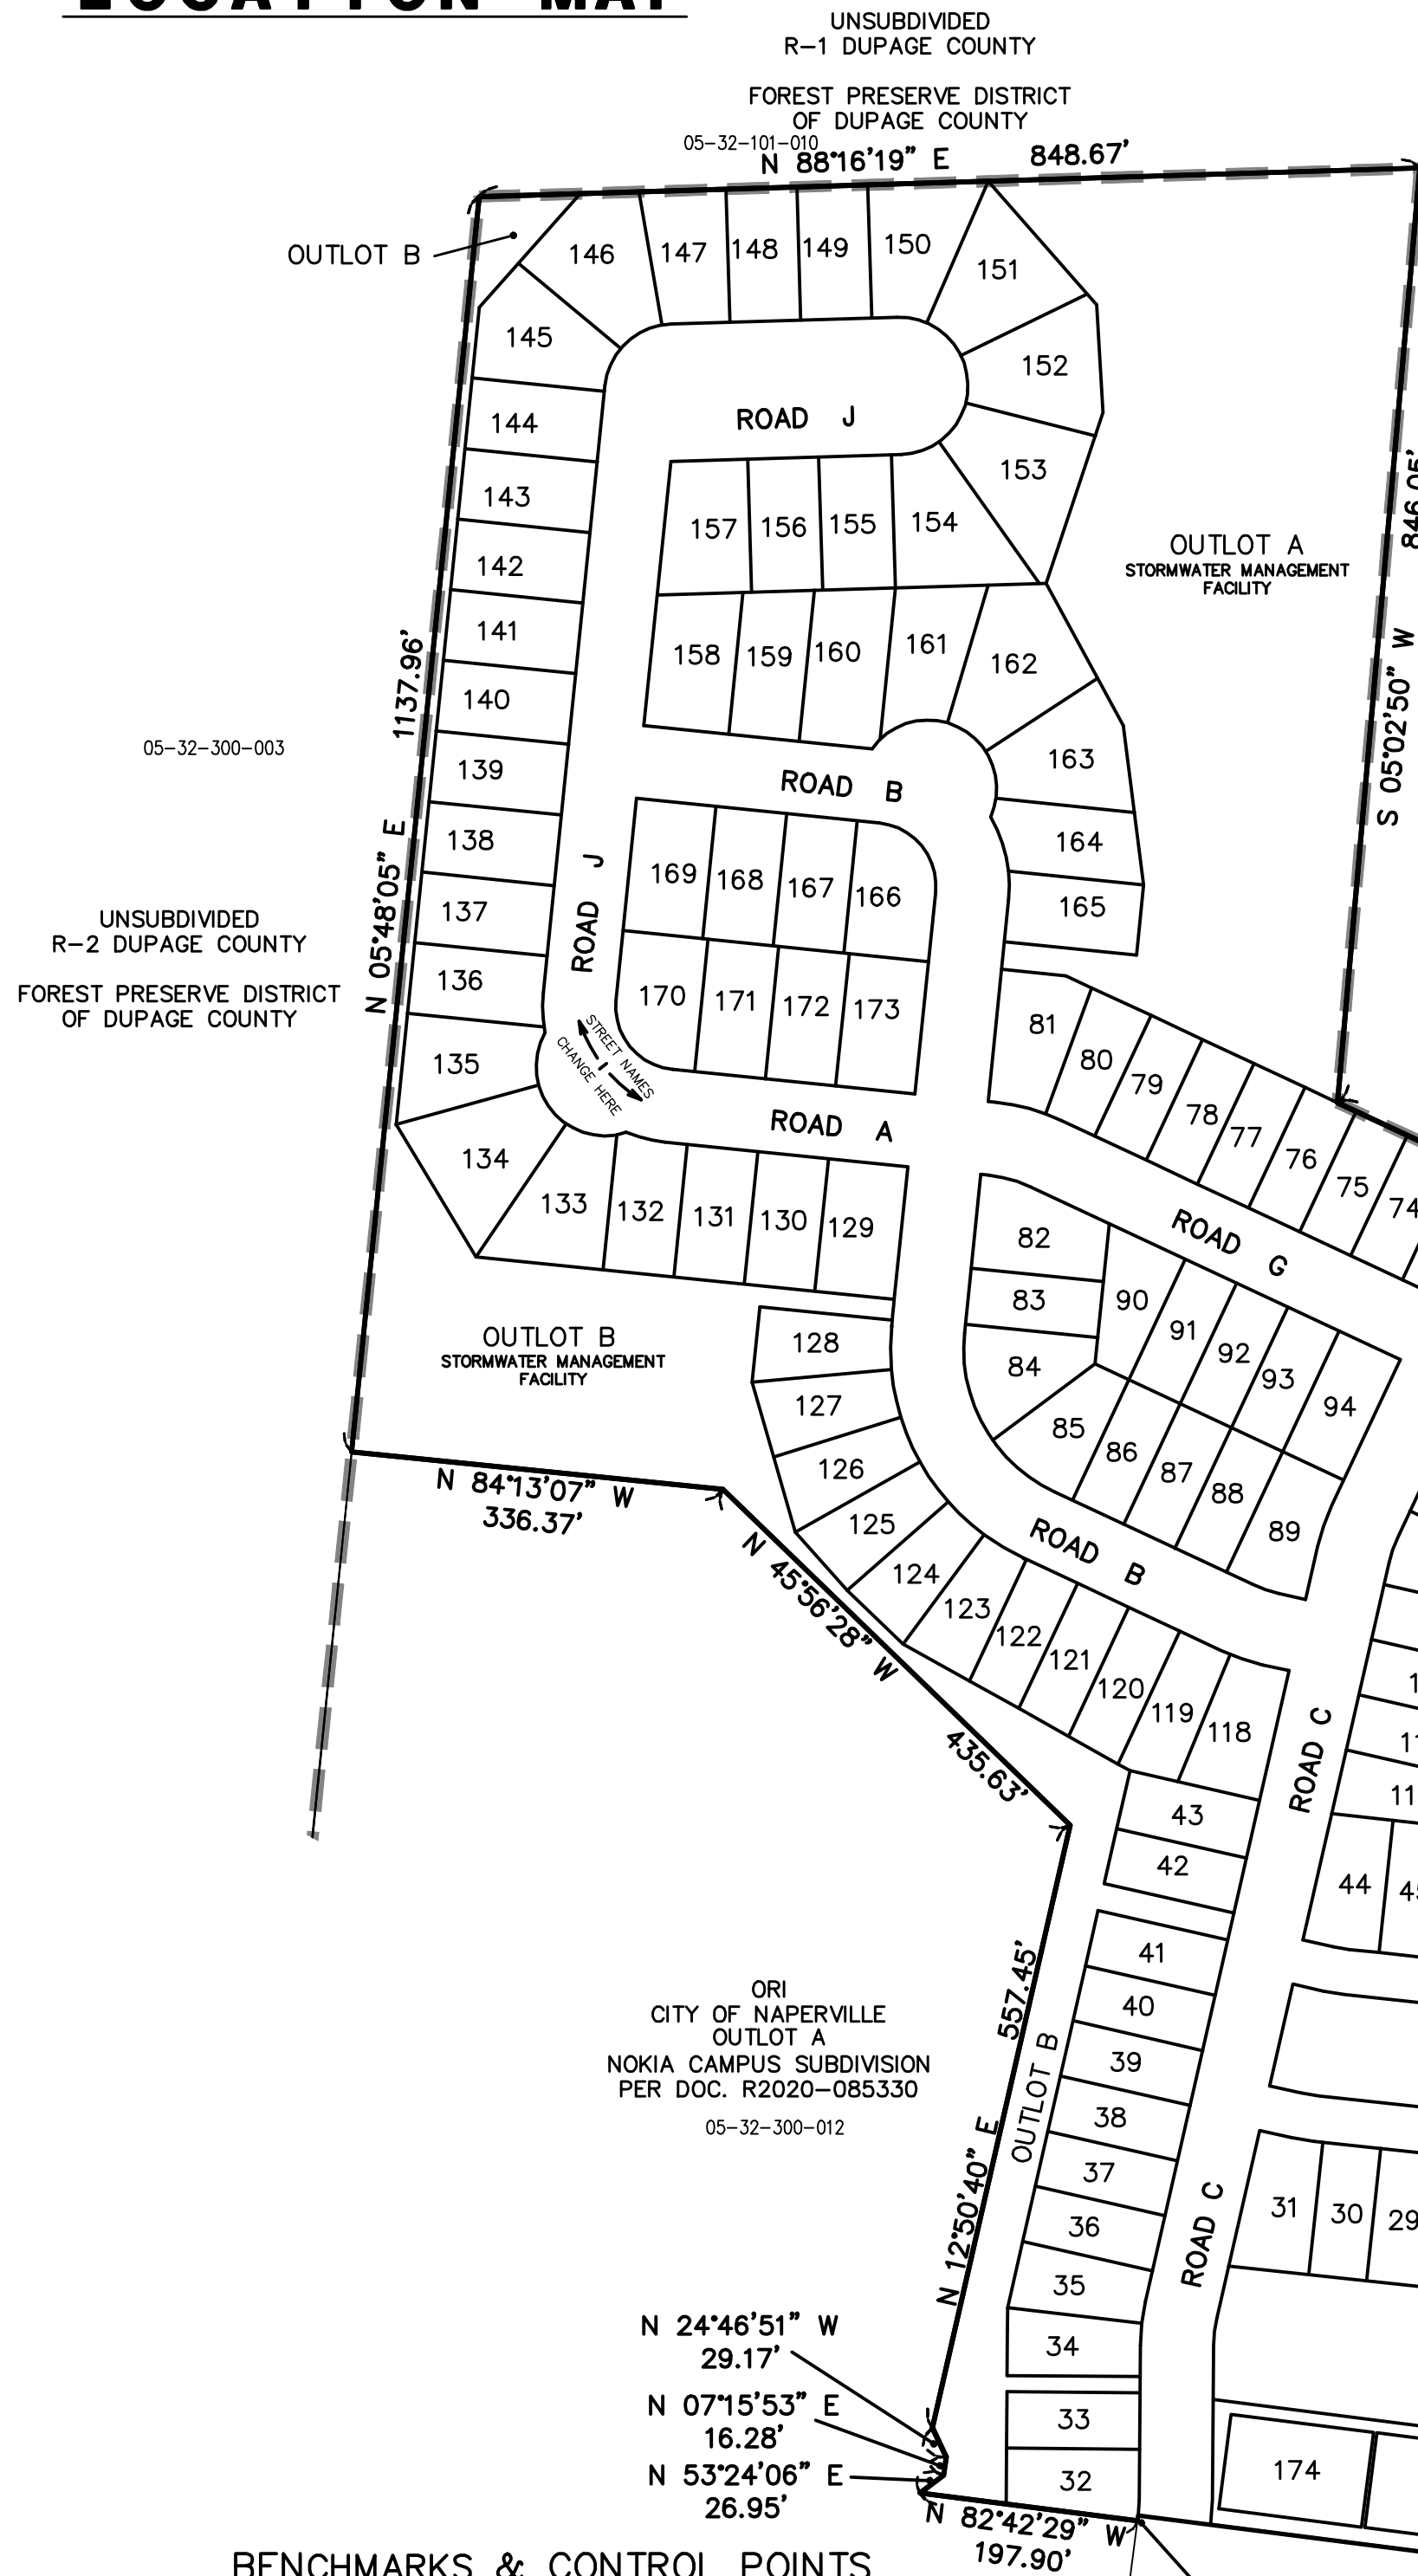 LOCATION MAP
UNSUBDIVIDED
R-1 DUPAGE COUNTY
FOREST PRESERVE DISTRICT
OF DUPAGE COUNTY
05-32-101-010
N 88°16'19" E 848.67'
OUTLOT B
146
147
148
149
150
151
145
152
144
ROAD J
153
143
157
156
155
154
142
OUTLOT A
STORMWATER MANAGEMENT
FACILITY
846.05'
S 05°02'50" W
141
158
159
160
161
162
1137.96'
N 05°48'05" E
140
05-32-300-003
139
ROAD B
163
138
164
169
168
167
166
165
ROAD J
137
UNSUBDIVIDED
R-2 DUPAGE COUNTY
FOREST PRESERVE DISTRICT
OF DUPAGE COUNTY
136
170
171
172
173
STREET NAMES
CHANGE HERE
135
81
80
79
78
77
76
75
74
ROAD A
134
133
132
131
130
129
82
ROAD G
83
90
91
92
93
94
84
OUTLOT B
STORMWATER MANAGEMENT
FACILITY
128
127
85
86
87
88
89
126
N 84°13'07" W
336.37'
125
ROAD B
N 45°56'28" W
435.63'
124
123
122
121
120
119
118
ROAD C
1
11
11
43
42
44
45
41
557.45'
N 12°50'40" E
ORI
CITY OF NAPERVILLE
OUTLOT A
NOKIA CAMPUS SUBDIVISION
PER DOC. R2020-085330
05-32-300-012
40
OUTLOT B
39
38
37
36
35
ROAD C
31
30
29
34
N 24°46'51" W
29.17'
N 07°15'53" E
16.28'
33
N 53°24'06" E
26.95'
32
174
N 82°42'29" W
197.90'
BENCHMARKS & CONTROL POINTS